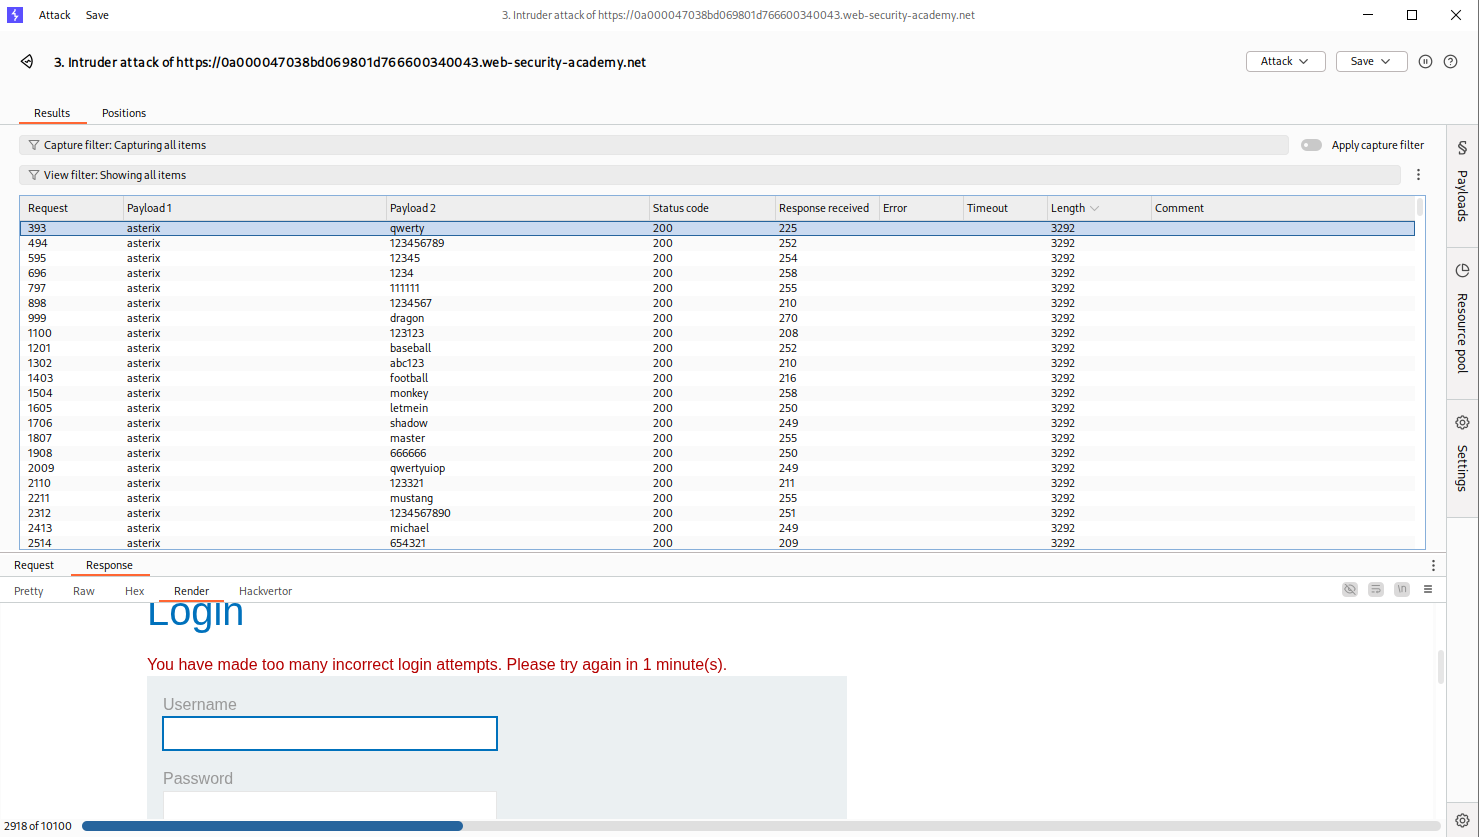 Attack Save 3. Intruder attack of https://0a000047038bd069801d766600340043.web-security-academy.net
3. Intruder attack of https://0a000047038bd069801d766600340043.web-security-academy.net Attack Save
Results Positions
Capture filter: Capturing all items Apply capture filter
View filter: Showing all items
Request Payload 1 Payload 2 Status code Response received Error Timeout Length Comment
393 asterix qwerty 200 225 3292
494 asterix 123456789 200 252 3292
595 asterix 12345 200 254 3292
696 asterix 1234 200 258 3292
797 asterix 111111 200 255 3292
898 asterix 1234567 200 210 3292
999 asterix dragon 200 270 3292
1100 asterix 123123 200 208 3292
1201 asterix baseball 200 252 3292
1302 asterix abc123 200 210 3292
1403 asterix football 200 216 3292
1504 asterix monkey 200 258 3292
1605 asterix letmein 200 250 3292
1706 asterix shadow 200 249 3292
1807 asterix master 200 255 3292
1908 asterix 666666 200 250 3292
2009 asterix qwertyuiop 200 249 3292
2110 asterix 123321 200 211 3292
2211 asterix mustang 200 255 3292
2312 asterix 1234567890 200 251 3292
2413 asterix michael 200 249 3292
2514 asterix 654321 200 209 3292
Payloads
Resource pool
Settings
Request Response
Pretty Raw Hex Render Hackvertor \n
Login
You have made too many incorrect login attempts. Please try again in 1 minute(s).
Username
Password
2918 of 10100